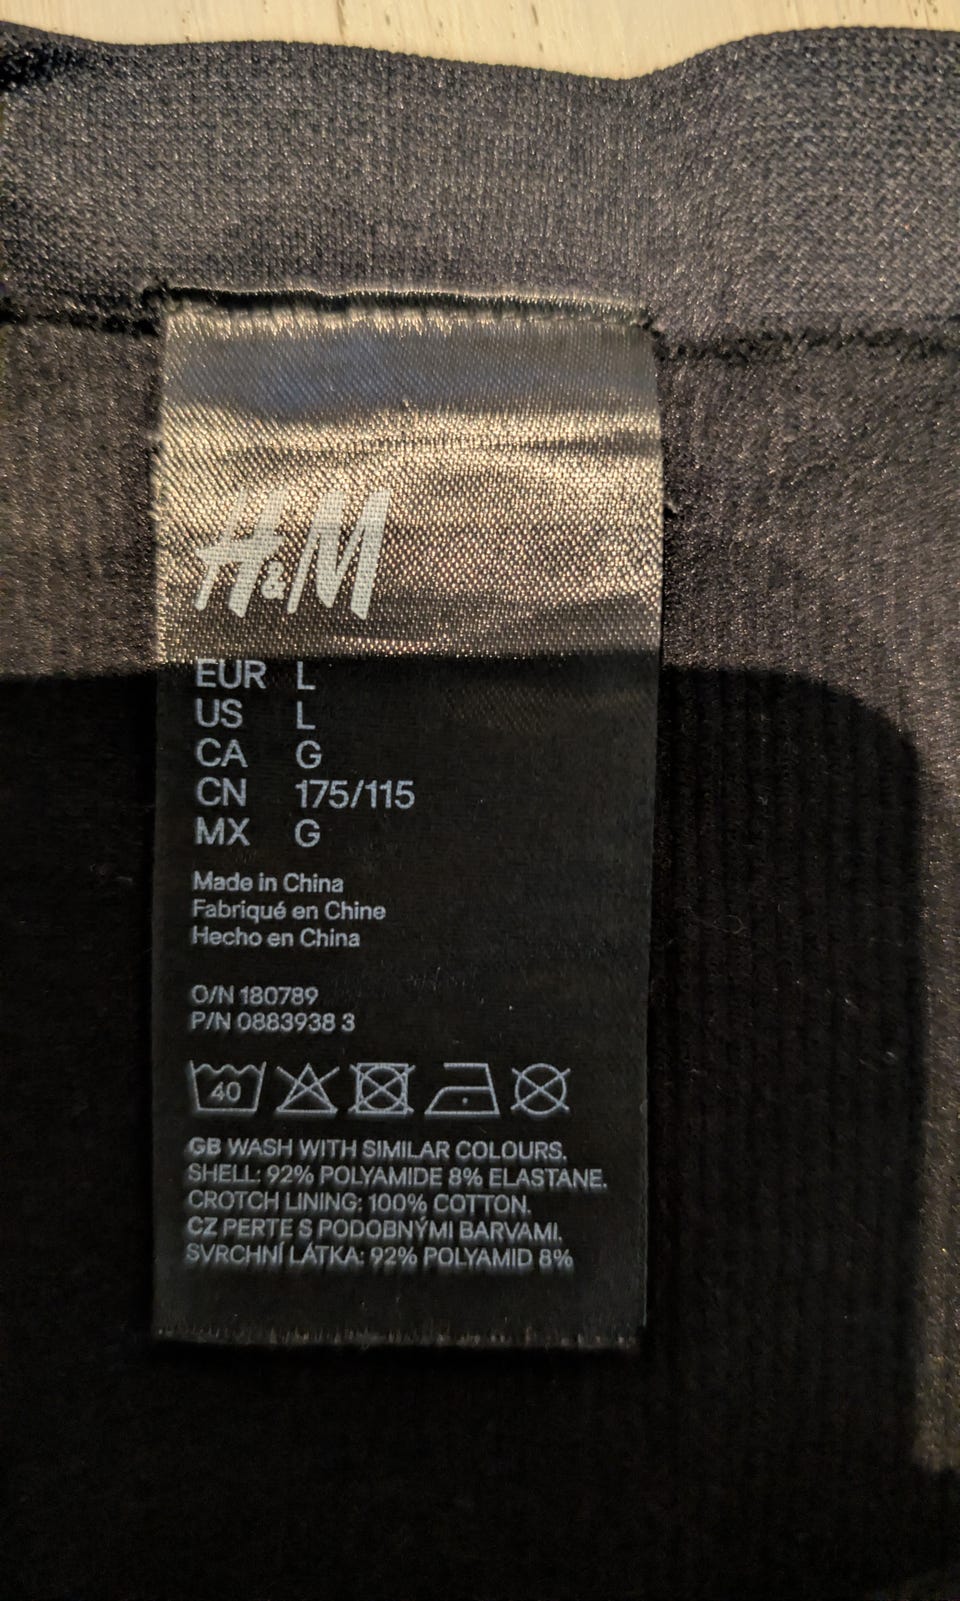 H&M
EUR L
US L
CA G
CN 175/115
MX G
Made in China
Fabriqué en Chine
Hecho en China
O/N 180789
P/N 0883938 3
40
GB WASH WITH SIMILAR COLOURS.
SHELL: 92% POLYAMIDE 8% ELASTANE.
CROTCH LINING: 100% COTTON.
CZ PERTE S PODOBNÝMI BARVAMI.
SVRCHNÍ LÁTKA: 92% POLYAMID 8%